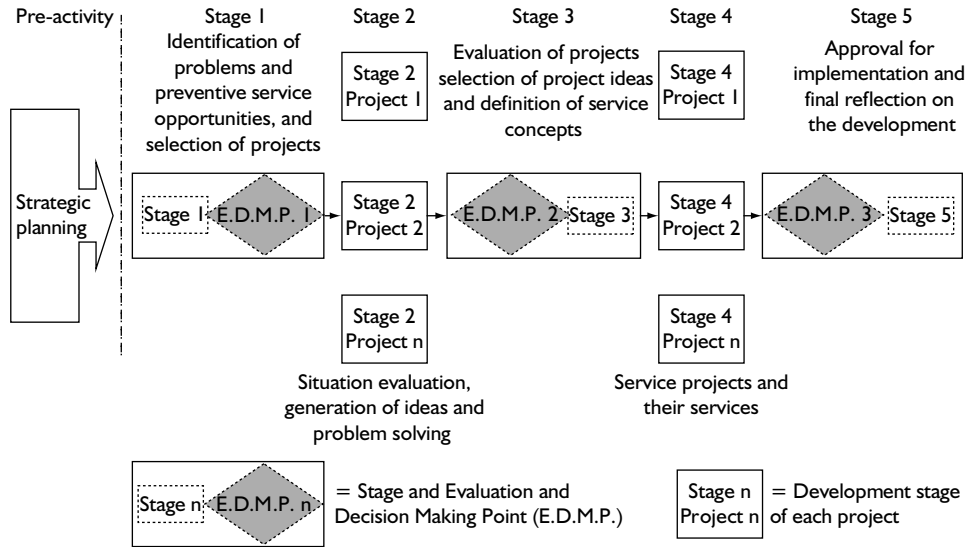 Pre-activity
Stage 1
Identification of
problems and
preventive service
opportunities, and
selection of projects
Stage 2
Stage 2
Project 1
Stage 3
Evaluation of projects
selection of project ideas
and definition of service
concepts
Stage 4
Stage 4
Project 1
Stage 5
Approval for
implementation and
final reflection on
the development
Strategic
planning
Stage 1
E.D.M.P. 1
Stage 2
Project 2
E.D.M.P. 2
Stage 3
Stage 4
Project 2
E.D.M.P. 3
Stage 5
Stage 2
Project n
Situation evaluation,
generation of ideas and
problem solving
Stage 4
Project n
Service projects and
their services
Stage n
E.D.M.P. n
= Stage and Evaluation and
Decision Making Point (E.D.M.P.)
Stage n
Project n
= Development stage
of each project